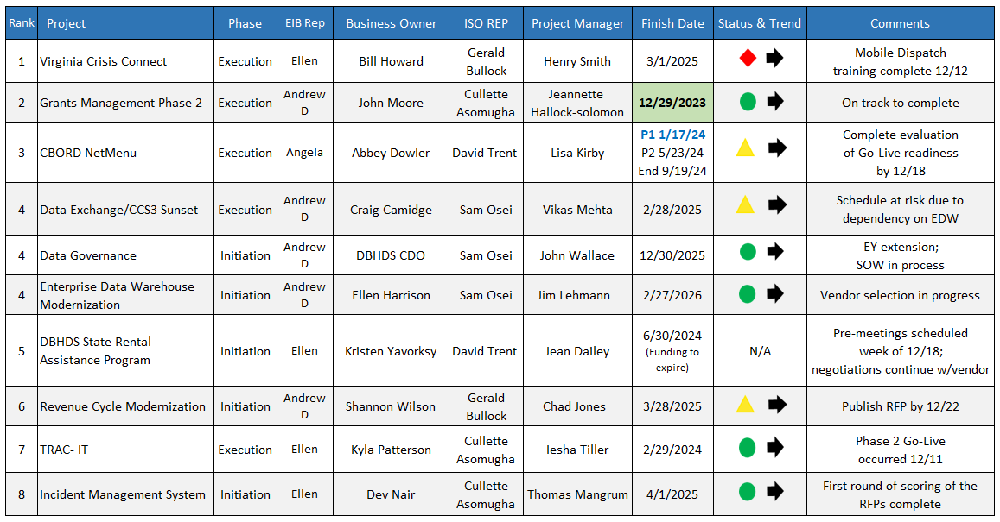 Rank Project Phase EIB Rep Business Owner ISO REP Project Manager Finish Date Status & Trend Comments
1 Virginia Crisis Connect Execution Ellen Bill Howard Gerald Bullock Henry Smith 3/1/2025 Mobile Dispatch
training complete 12/12
2 Grants Management Phase 2 Execution Andrew D John Moore Cullette Asomugha Jeannette Hallock-solomon 12/29/2023 On track to complete
3 CBORD NetMenu Execution Angela Abbey Dowler David Trent Lisa Kirby P1 1/17/24
P2 5/23/24
End 9/19/24
Complete evaluation
of Go-Live readiness
by 12/18
4 Data Exchange/CCS3 Sunset Execution Andrew D Craig Camidge Sam Osei Vikas Mehta 2/28/2025 Schedule at risk due to
dependency on EDW
4 Data Governance Initiation Andrew D DBHDS CDO Sam Osei John Wallace 12/30/2025 EY extension;
SOW in process
4 Enterprise Data Warehouse
Modernization Initiation Andrew D Ellen Harrison Sam Osei Jim Lehmann 2/27/2026 Vendor selection in progress
5 DBHDS State Rental
Assistance Program Initiation Ellen Kristen Yavorksy David Trent Jean Dailey 6/30/2024
(Funding to
expire)
N/A Pre-meetings scheduled
week of 12/18;
negotiations continue w/vendor
6 Revenue Cycle Modernization Initiation Andrew D Shannon Wilson Gerald Bullock Chad Jones 3/28/2025 Publish RFP by 12/22
7 TRAC- IT Execution Ellen Kyla Patterson Cullette Asomugha Iesha Tiller 2/29/2024 Phase 2 Go-Live
occurred 12/11
8 Incident Management System Initiation Ellen Dev Nair Cullette Asomugha Thomas Mangrum 4/1/2025 First round of scoring of the
RFPs complete